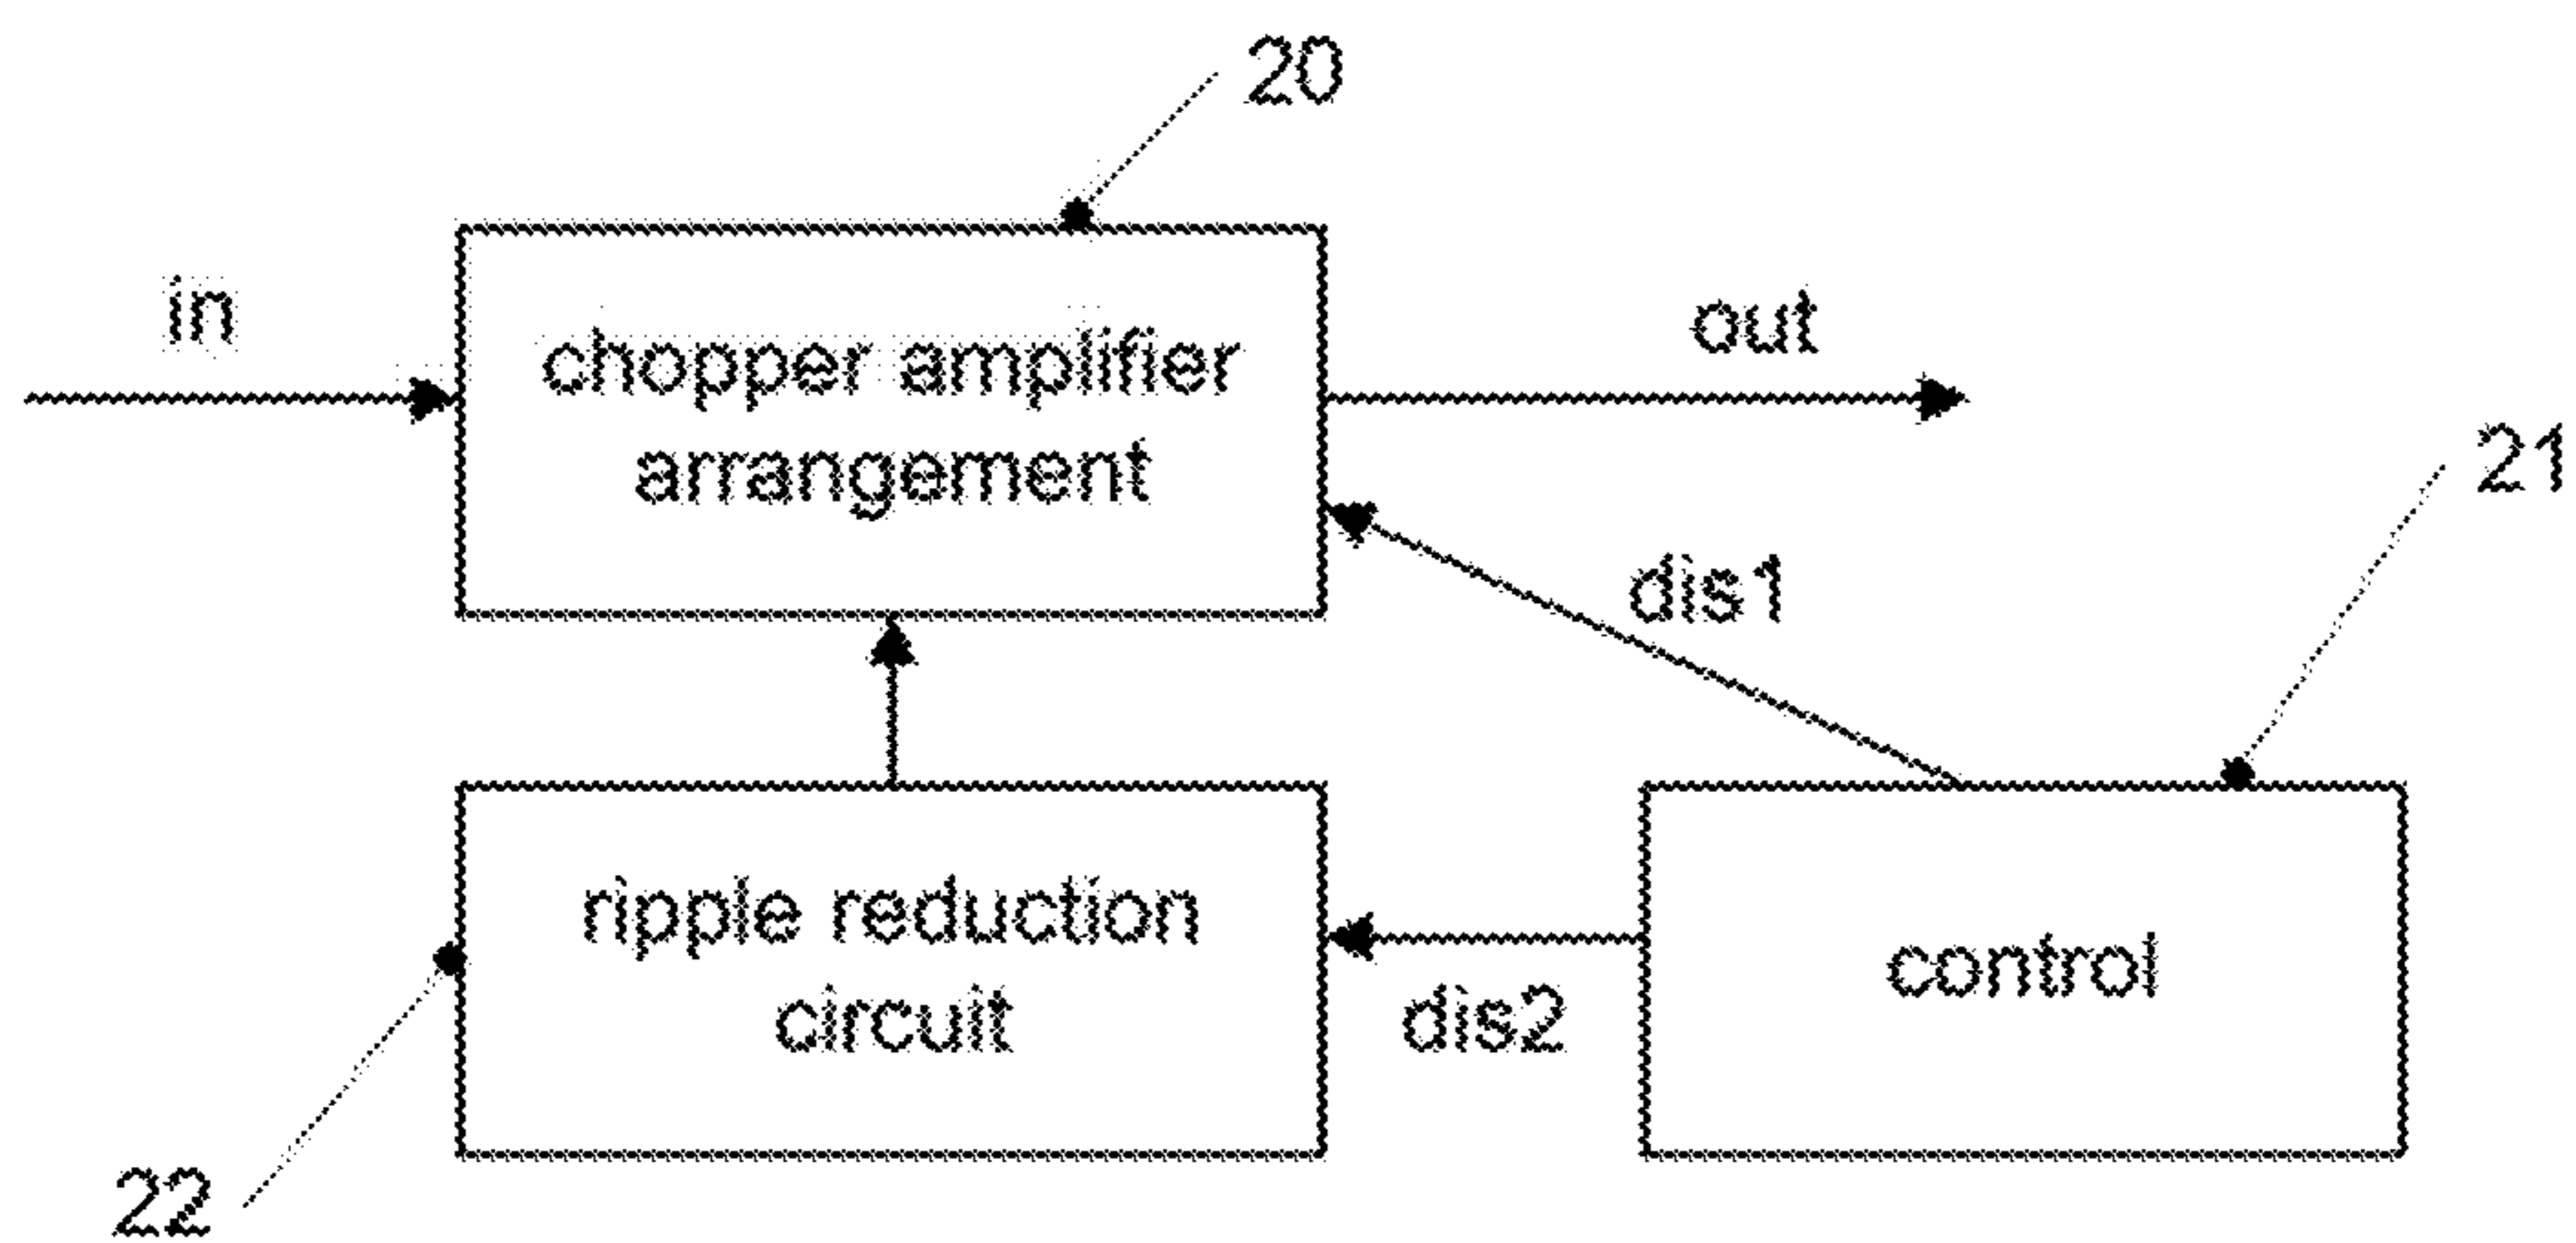 20
in
chopper amplifier
arrangement
out
21
dis1
ripple reduction
circuit
dis2
control
22